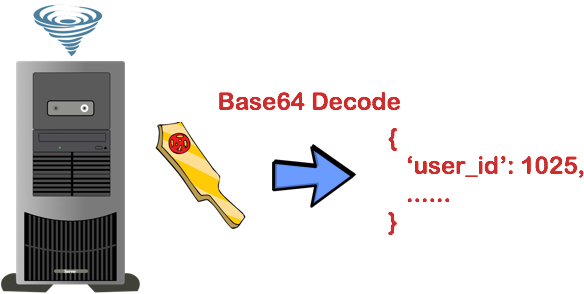 Base64 Decode
{
‘user_id’: 1025,
......
}